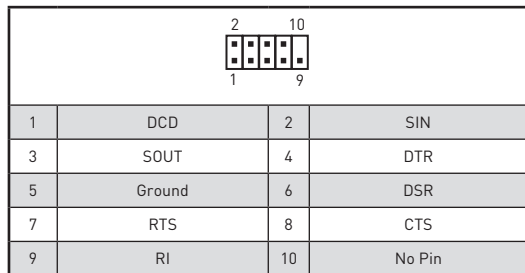 2 10
1 9
1 DCD 2 SIN
3 SOUT 4 DTR
5 Ground 6 DSR
7 RTS 8 CTS
9 RI 10 No Pin